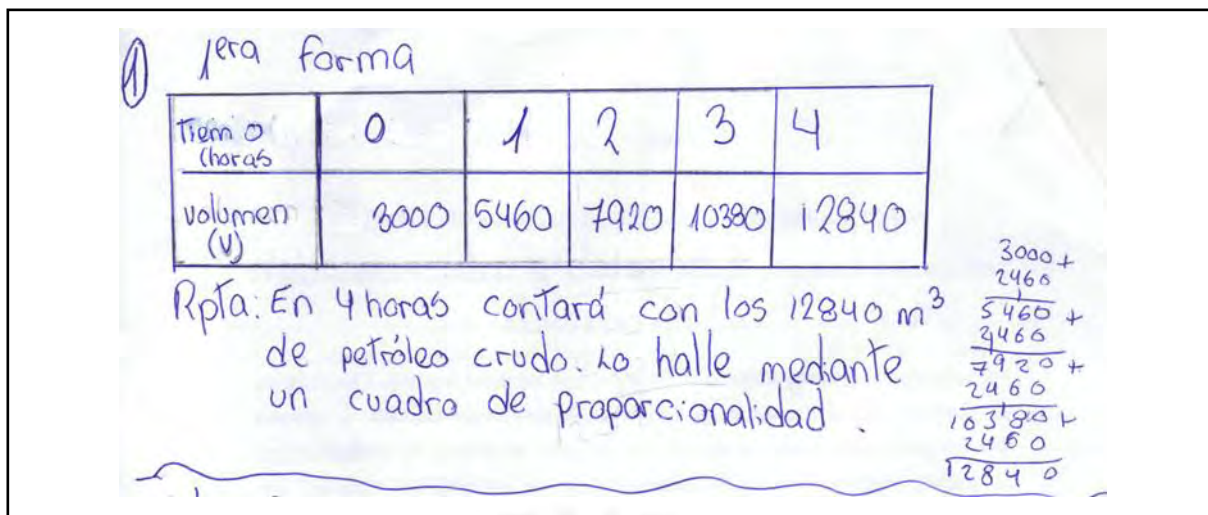 1 1era forma
Tiem o
(horas
0 1 2 3 4
volumen
(V)
3000 5460 7920 10380 12840
Rpta: En 4 horas contará con los 12840 m³
de petróleo crudo. Lo halle mediante
un cuadro de proporcionalidad.
3000+
2460
5460+
2460
7920+
2460
10380+
2460
12840